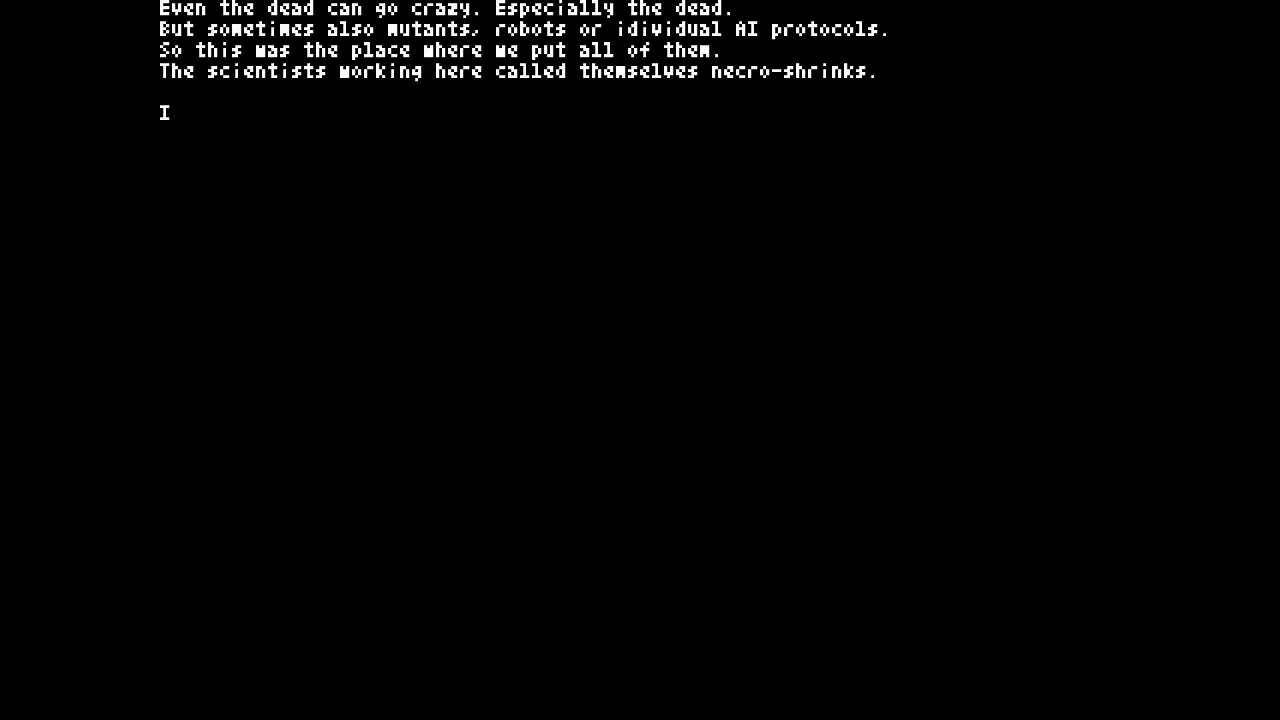 Even the dead can go crazy. Especially the dead.
But sometimes also mutants, robots or idividual AI protocols.
So this was the place where we put all of them.
The scientists working here called themselves necro-shrinks.
I